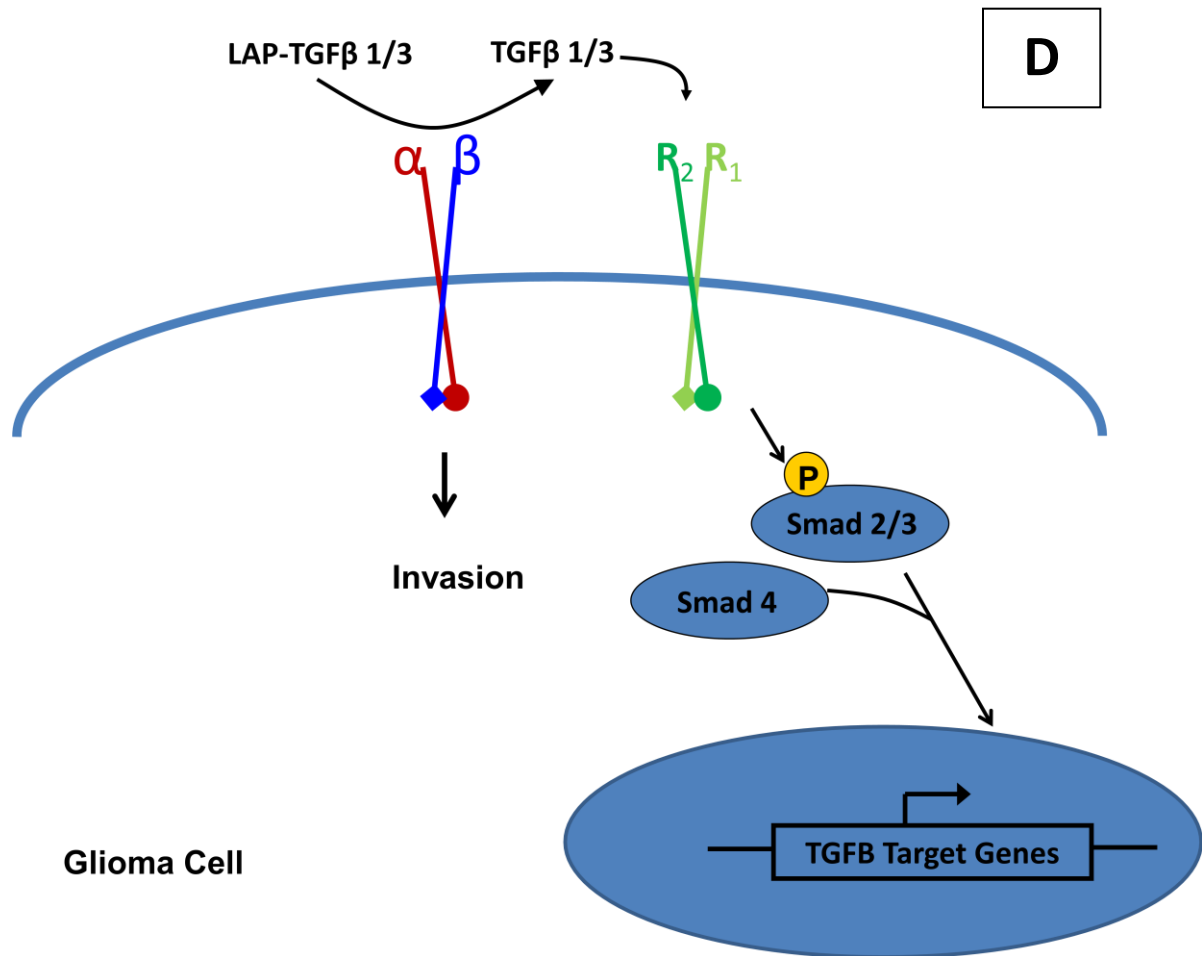 LAP-TGFβ 1/3
TGFβ 1/3
D
α
β
R2
R1
P
Smad 2/3
Invasion
Smad 4
TGFB Target Genes
Glioma Cell